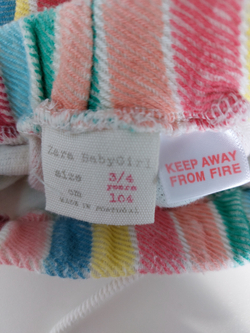 Zara BabyGirl
size 3/4
years
cm 104
MADE IN PORTUGAL
KEEP AWAY
FROM FIRE